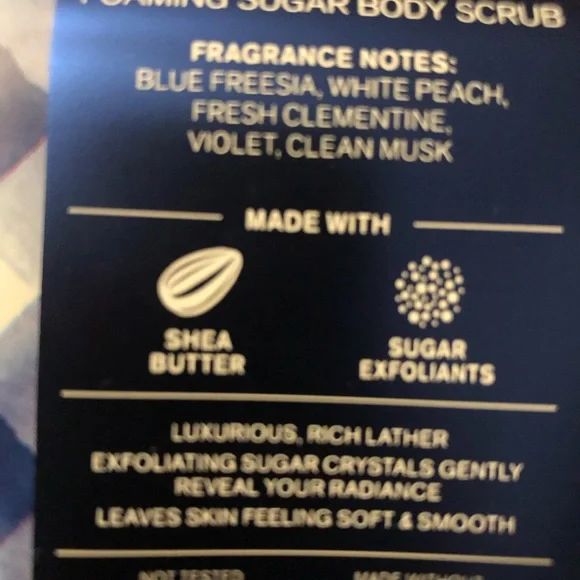 FOAMING SUGAR BODY SCRUB
FRAGRANCE NOTES:
BLUE FREESIA, WHITE PEACH,
FRESH CLEMENTINE,
VIOLET, CLEAN MUSK
MADE WITH
SHEA
BUTTER
SUGAR
EXFOLIANTS
LUXURIOUS, RICH LATHER
EXFOLIATING SUGAR CRYSTALS GENTLY
REVEAL YOUR RADIANCE
LEAVES SKIN FEELING SOFT & SMOOTH
NOT TESTED
MADE WITHOUT